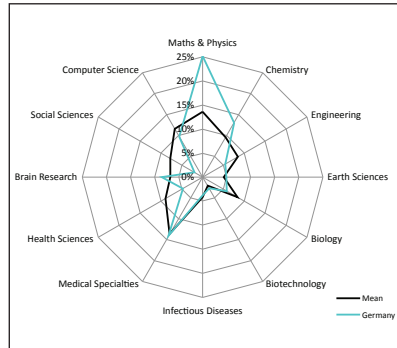 Maths & Physics
25%
Computer Science
Chemistry
20%
15%
Social Sciences
Engineering
10%
5%
Brain Research
0%
Earth Sciences
Health Sciences
Biology
Medical Specialties
Biotechnology
Infectious Diseases
Mean
Germany